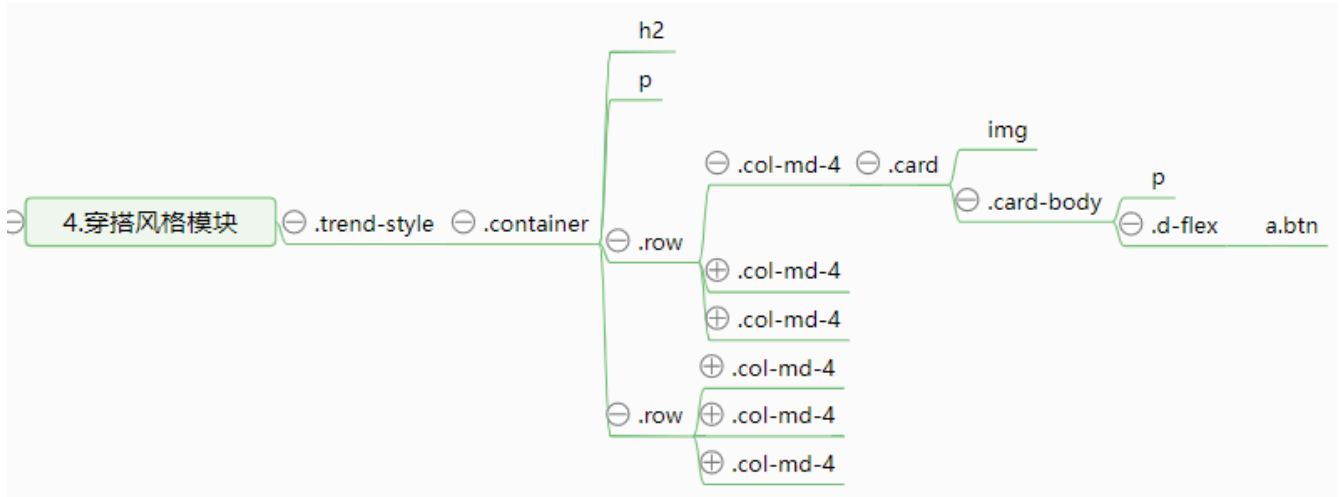 4.穿搭风格模块
.trend-style
.container
h2
p
.row
.col-md-4
.card
img
.card-body
p
.d-flex
a.btn
.col-md-4
.col-md-4
.row
.col-md-4
.col-md-4
.col-md-4